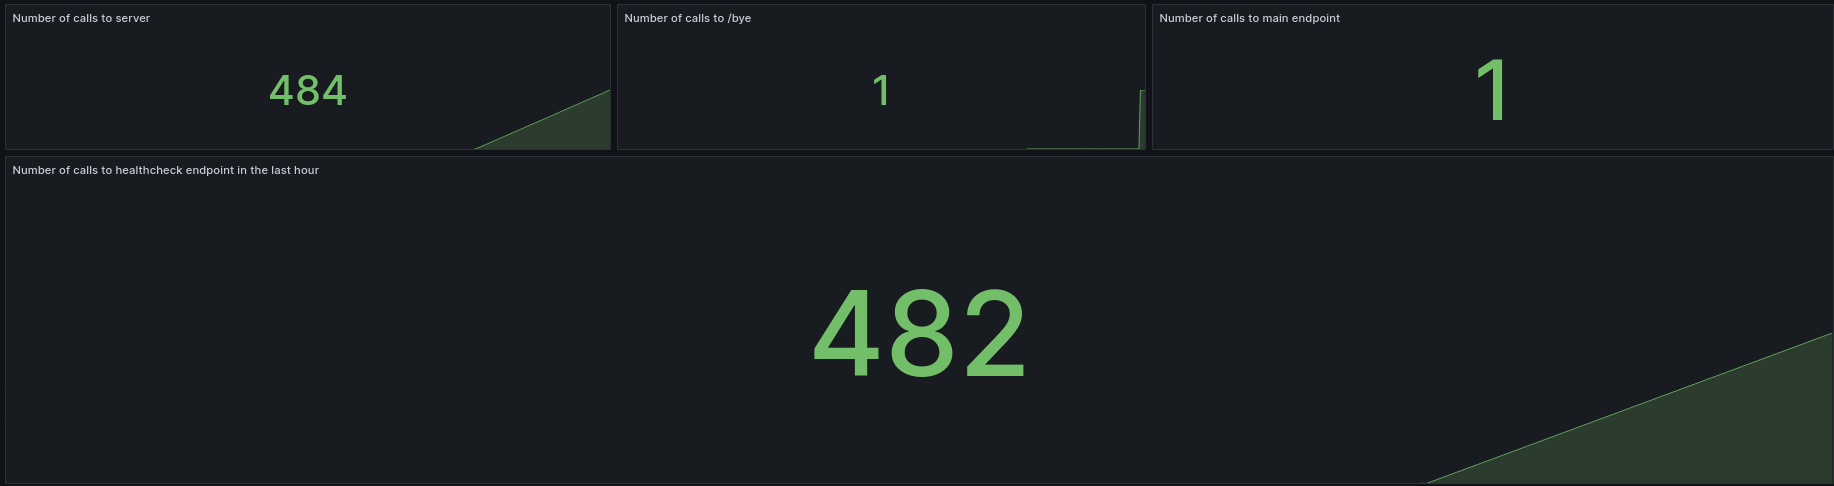 Number of calls to server
484
Number of calls to /bye
1
Number of calls to main endpoint
1
Number of calls to healthcheck endpoint in the last hour
482